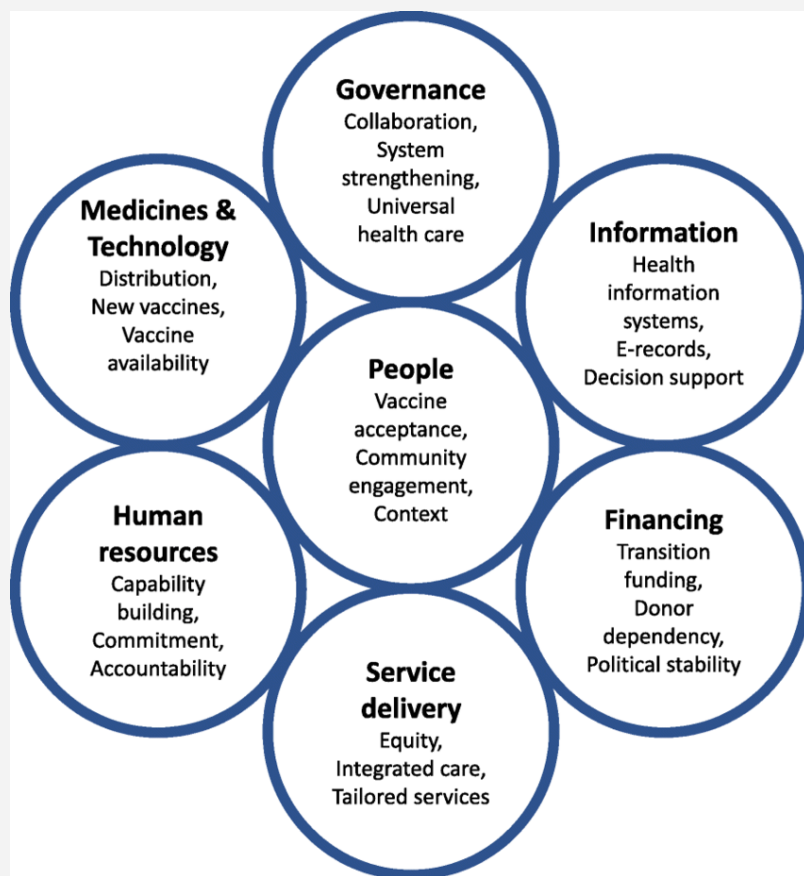 Governance
Collaboration,
System
strengthening,
Universal
health care
Medicines &
Technology
Distribution,
New vaccines,
Vaccine
availability
Information
Health
information
systems,
E-records,
Decision support
People
Vaccine
acceptance,
Community
engagement,
Context
Human
resources
Capability
building,
Commitment,
Accountability
Financing
Transition
funding,
Donor
dependency,
Political stability
Service
delivery
Equity,
Integrated care,
Tailored services